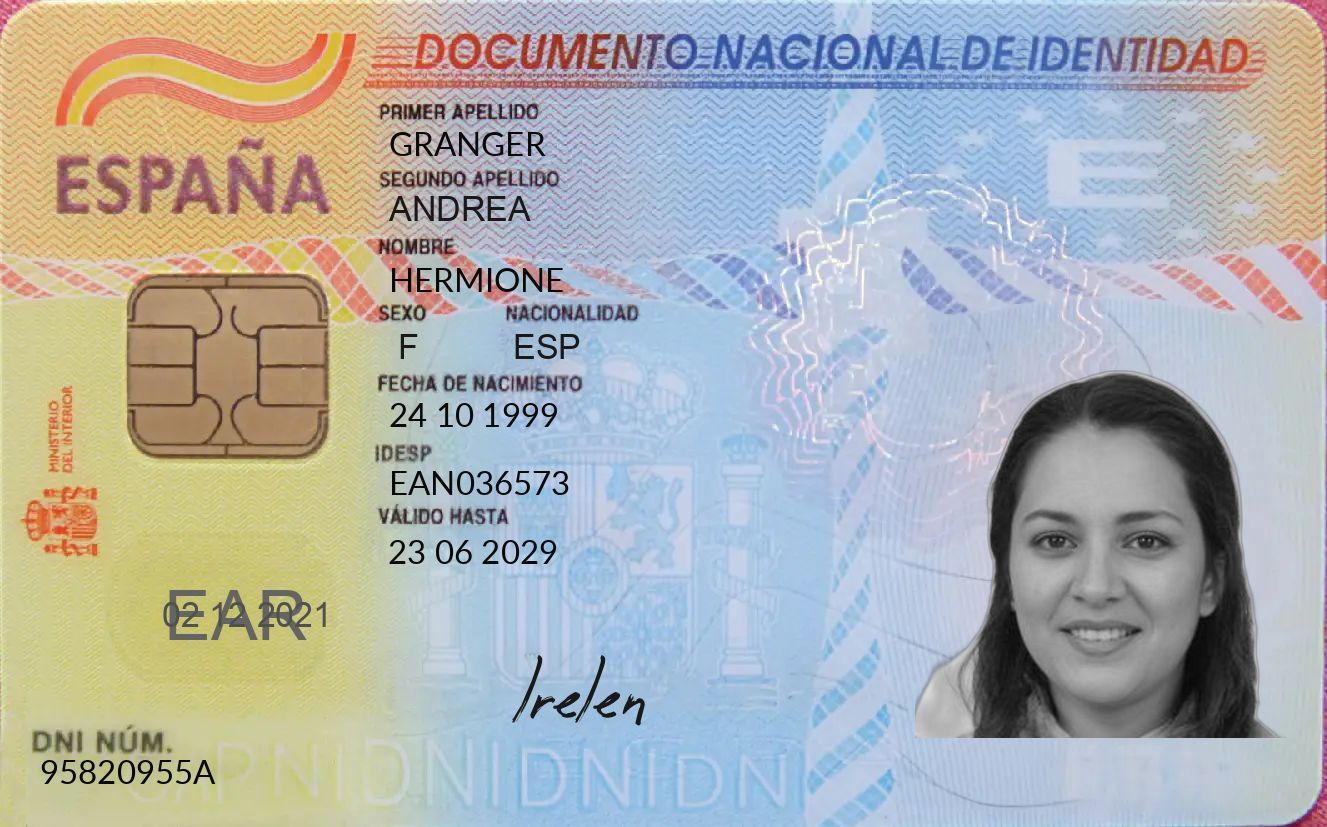 DOCUMENTO NACIONAL DE IDENTIDAD
ESPAÑA
PRIMER APELLIDO
GRANGER
SEGUNDO APELLIDO
ANDREA
NOMBRE
HERMIONE
SEXO NACIONALIDAD
F ESP
FECHA DE NACIMIENTO
24 10 1999
IDESP
EAN036573
VÁLIDO HASTA
23 06 2029
MINISTERIO
DEL INTERIOR
E
EAR
02 12 2021
Irelen
DNI NÚM.
95820955A
DNIDNIDNIDNI